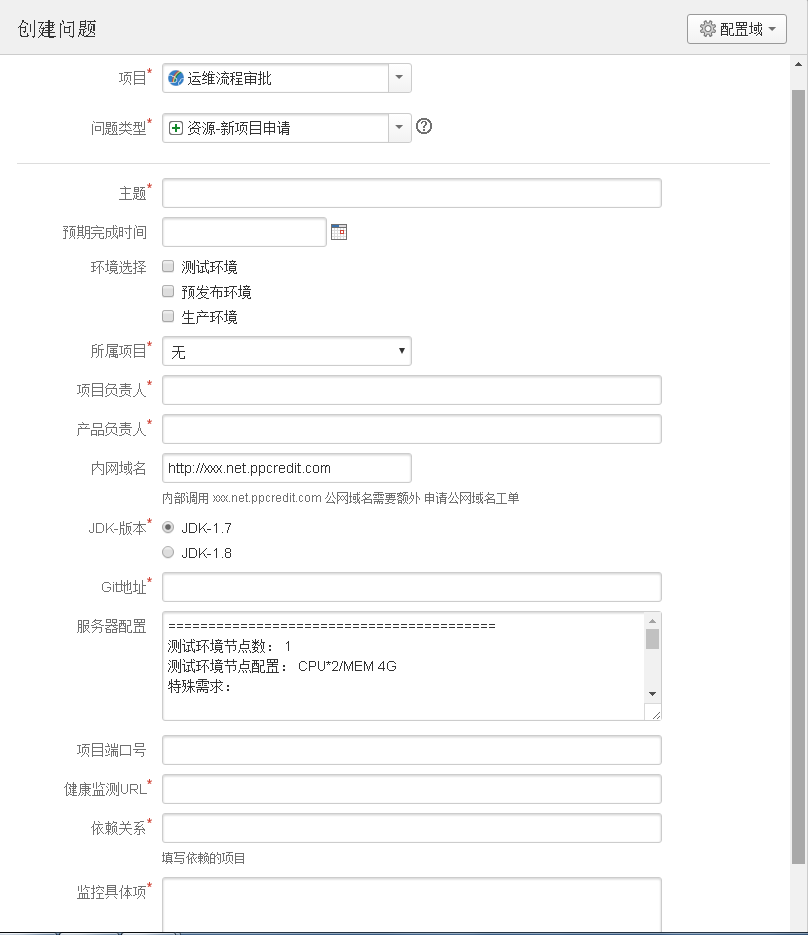 创建问题
配置域
项目*
运维流程审批
问题类型*
资源-新项目申请
主题*
预期完成时间
环境选择
测试环境
预发布环境
生产环境
所属项目*
无
项目负责人*
产品负责人*
内网域名
http://xxx.net.ppcredit.com
内部调用 xxx.net.ppcredit.com 公网域名需要额外 申请公网域名工单
JDK-版本*
JDK-1.7
JDK-1.8
Git地址*
服务器配置
=========================================
测试环境节点数： 1
测试环境节点配置： CPU*2/MEM 4G
特殊需求：
项目端口号
健康监测URL*
依赖关系*
填写依赖的项目
监控具体项*